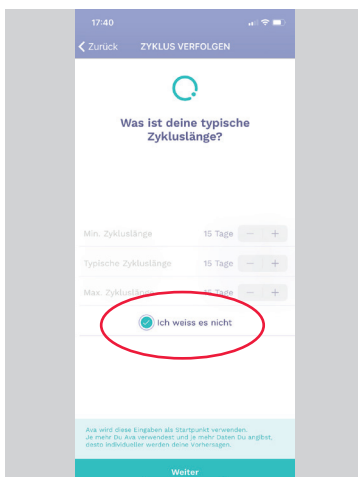 17:40
Zurück ZYKLUS VERFOLGEN
Was ist deine typische
Zykluslänge?
Min. Zykluslänge 15 Tage − +
Typische Zykluslänge 15 Tage − +
Max. Zykluslänge 15 Tage − +
Ich weiss es nicht
Ava wird diese Eingaben als Startpunkt verwenden.
Je mehr Du Ava verwendest und je mehr Daten Du angibst,
desto individueller werden deine Vorhersagen.
Weiter